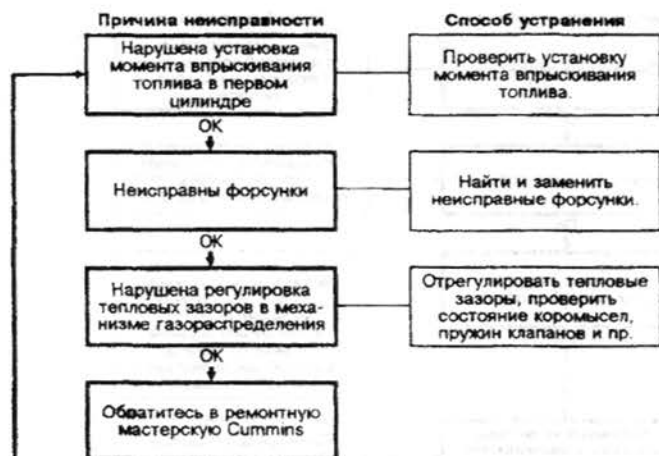 Причина неисправности
Способ устранения
Нарушена установка
момента впрыскивания
топлива в первом
цилиндре
Проверить установку
момента впрыскивания
топлива.
ОК
Неисправны форсунки
Найти и заменить
неисправные форсунки.
ОК
Нарушена регулировка
тепловых зазоров в меха-
низме газораспределения
Отрегулировать тепловые
зазоры, проверить
состояние коромысел,
пружин клапанов и пр.
ОК
Обратитесь в ремонтную
мастерскую Cummins